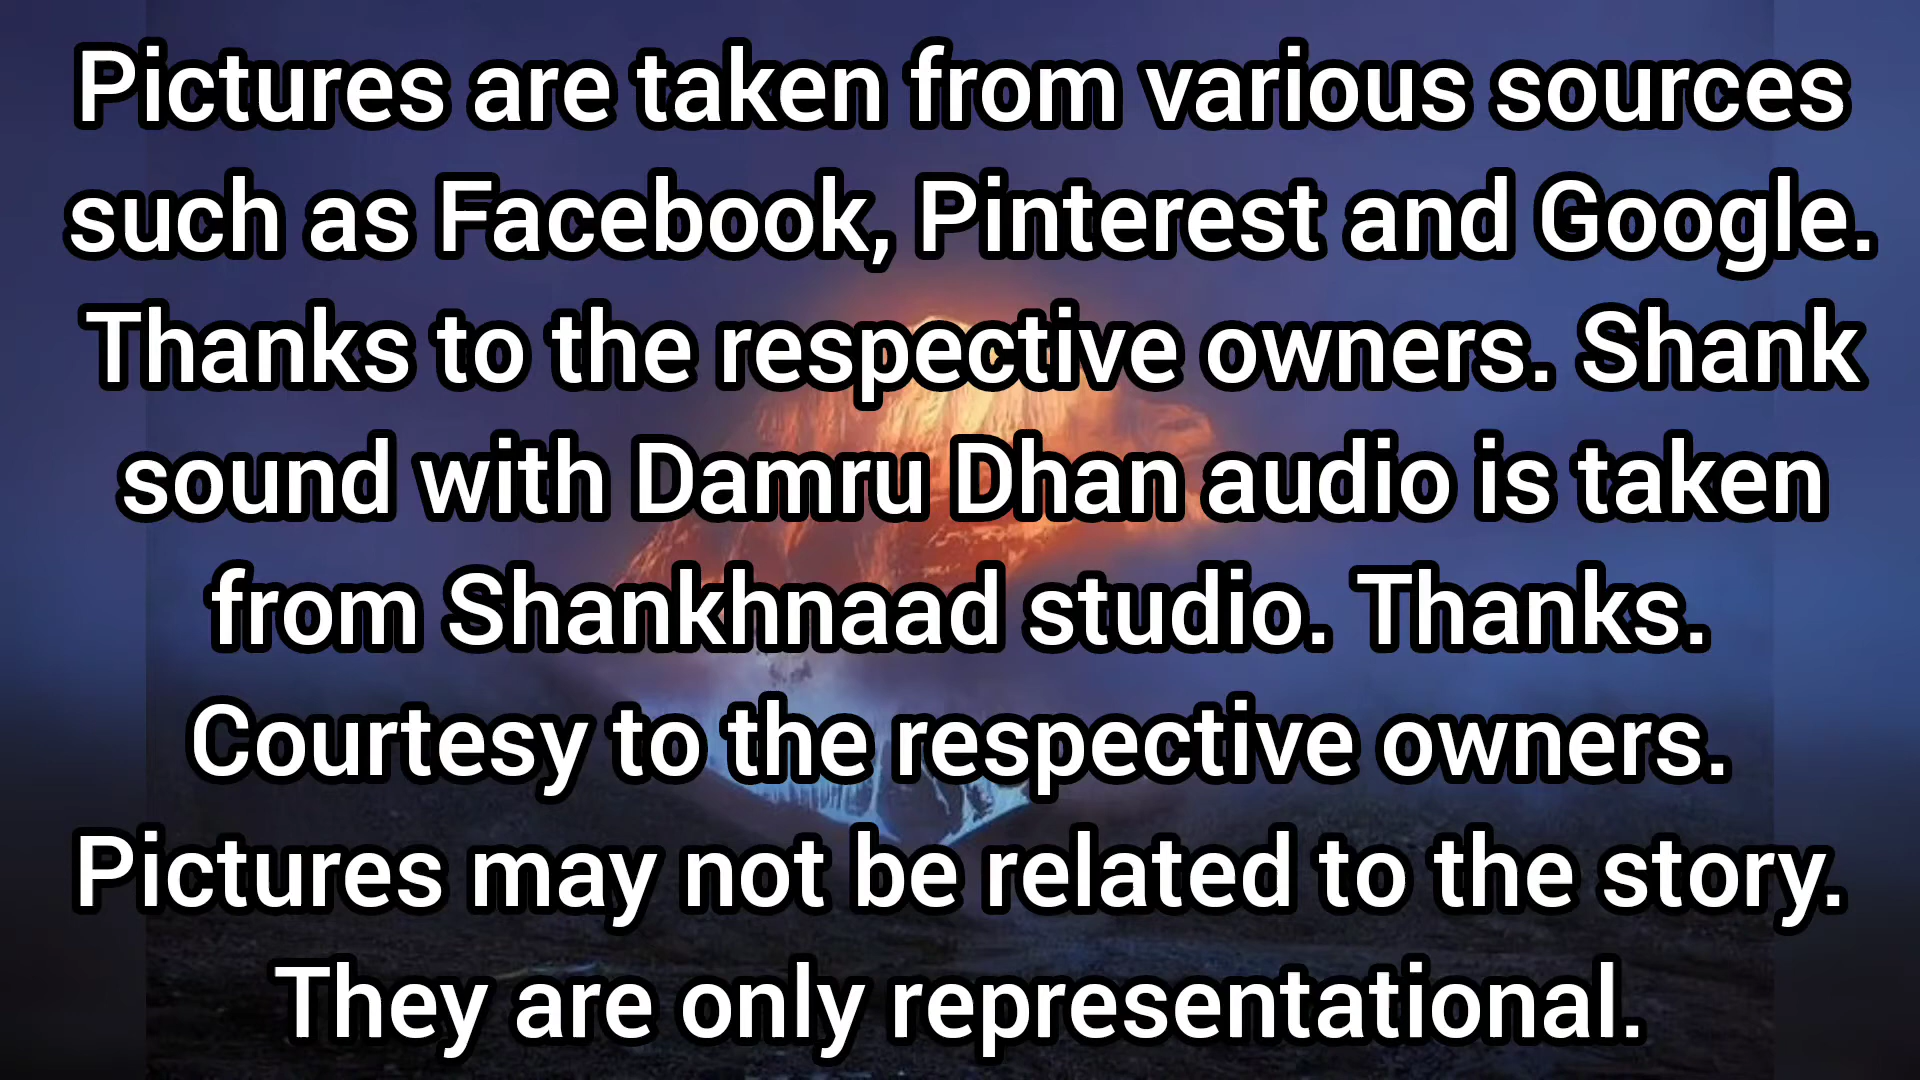 Pictures are taken from various sources
such as Facebook, Pinterest and Google.
Thanks to the respective owners. Shank
sound with Damru Dhan audio is taken
from Shankhnaad studio. Thanks.
Courtesy to the respective owners.
Pictures may not be related to the story.
They are only representational.